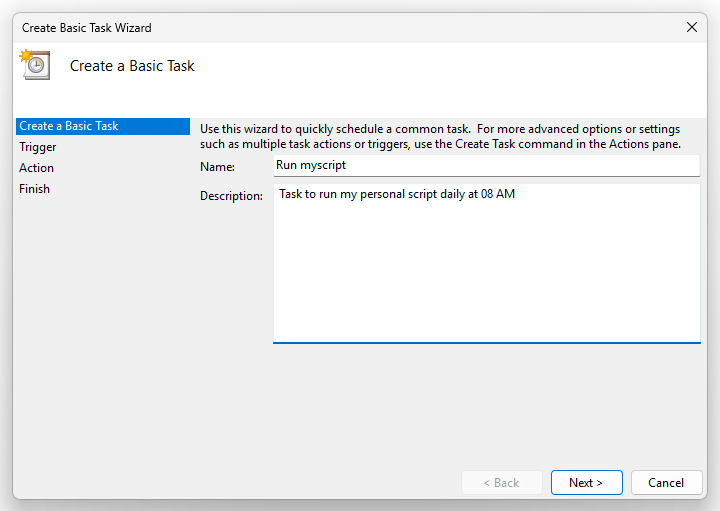 Create Basic Task Wizard
Create a Basic Task
Create a Basic Task
Trigger
Action
Finish
Use this wizard to quickly schedule a common task.  For more advanced options or settings
such as multiple task actions or triggers, use the Create Task command in the Actions pane.
Name: Run myscript
Description: Task to run my personal script daily at 08 AM
< Back Next > Cancel